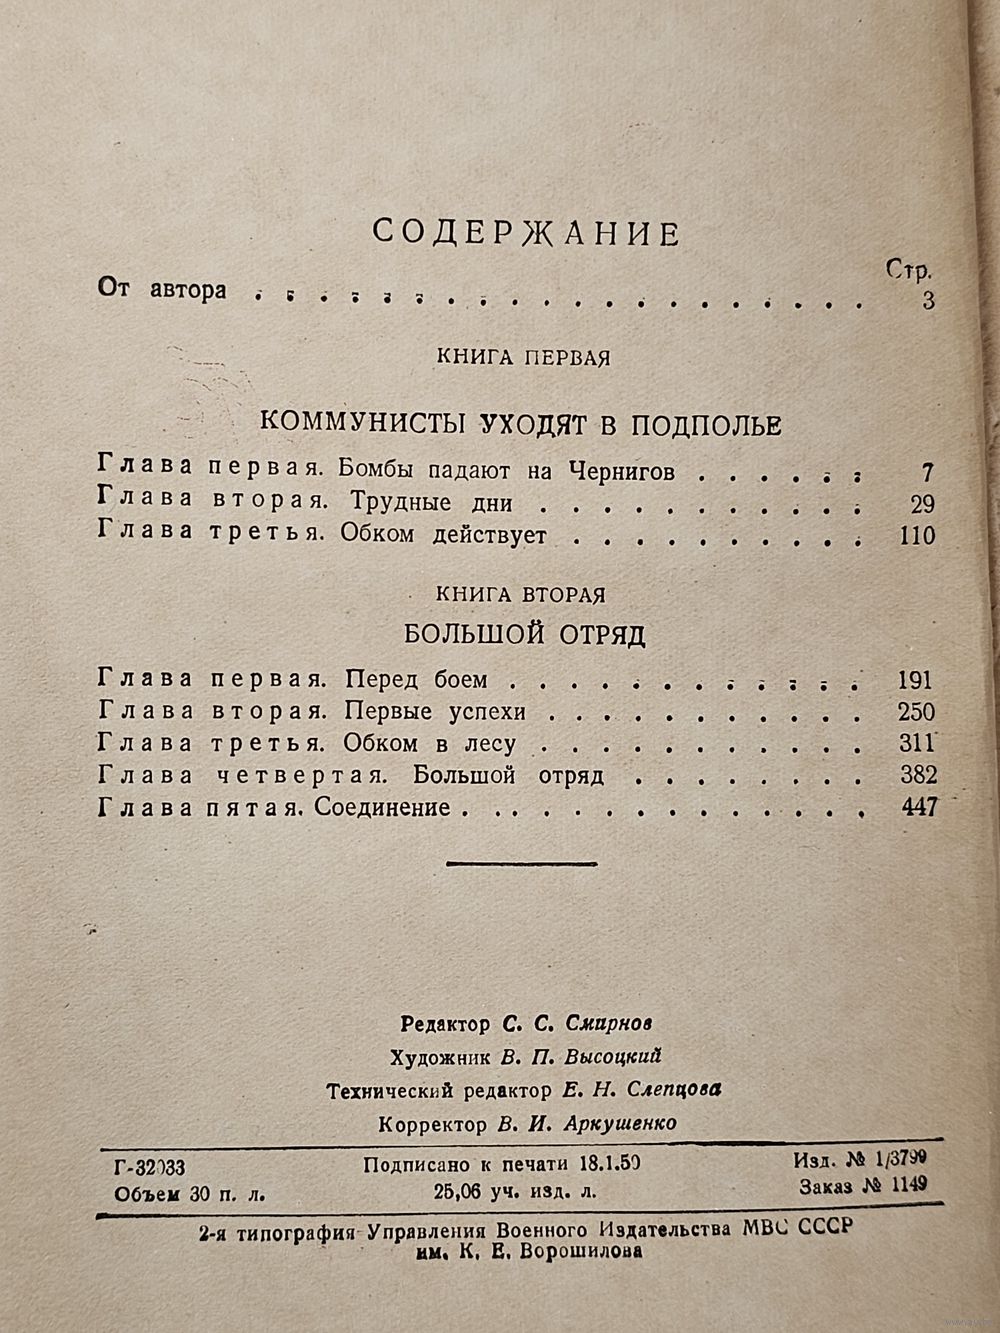 СОДЕРЖАНИЕ
Стр.
От автора . . . . . . . . . . . . . . . . . . . . 3
КНИГА ПЕРВАЯ
КОММУНИСТЫ УХОДЯТ В ПОДПОЛЬЕ
Глава первая. Бомбы падают на Чернигов . . . . . . 7
Глава вторая. Трудные дни . . . . . . . . . . . 29
Глава третья. Обком действует . . . . . . . . . . 110
КНИГА ВТОРАЯ
БОЛЬШОЙ ОТРЯД
Глава первая. Перед боем . . . . . . . . . . . . 191
Глава вторая. Первые успехи . . . . . . . . . . . 250
Глава третья. Обком в лесу . . . . . . . . . . . 311
Глава четвертая. Большой отряд . . . . . . . . 382
Глава пятая. Соединение . . . . . . . . . . . . . . 447
Редактор С. С. Смирнов
Художник В. П. Высоцкий
Технический редактор Е. Н. Слепцова
Корректор В. И. Аркушенко
Г-32033 Подписано к печати 18.1.50 Изд. № 1/3799
Объем 30 п. л. 25,06 уч. изд. л. Заказ № 1149
2-я типография Управления Военного Издательства МВС СССР
им. К. Е. Ворошилова